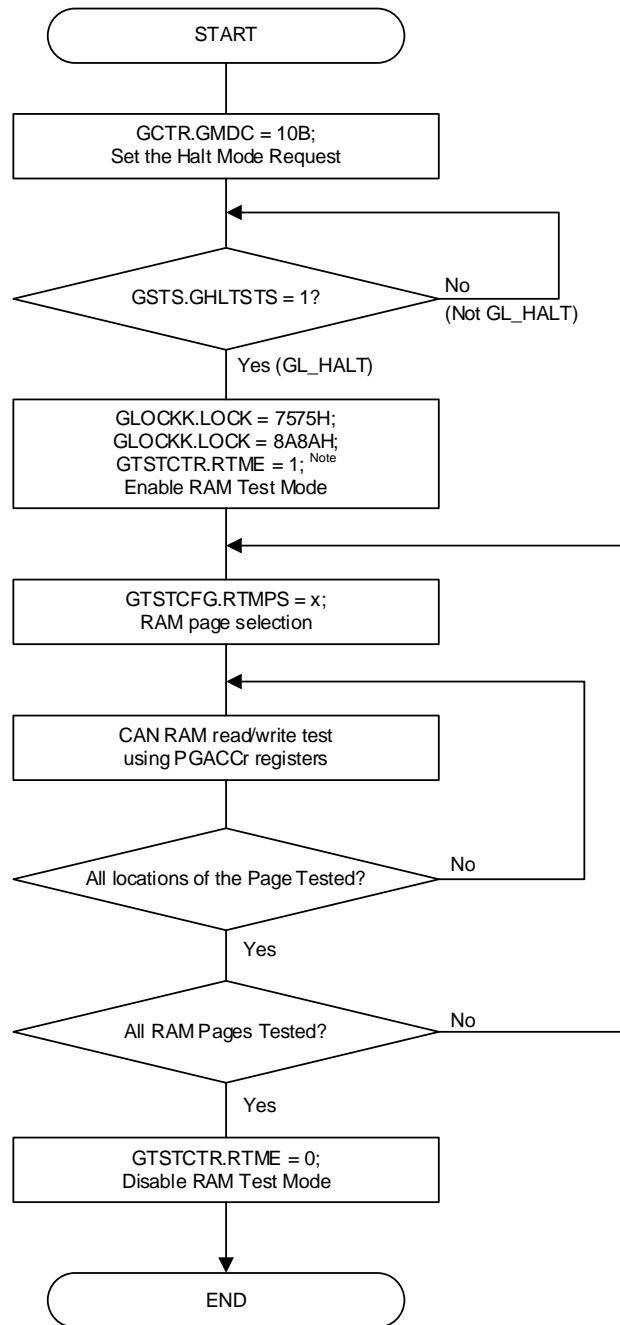 START
GCTR.GMDC = 10B;
Set the Halt Mode Request
GSTS.GHLTSTS = 1?
No
(Not GL_HALT)
Yes (GL_HALT)
GLOCKK.LOCK = 7575H;
GLOCKK.LOCK = 8A8AH;
GTSTCTR.RTME = 1; Note
Enable RAM Test Mode
GTSTCFG.RTMPS = x;
RAM page selection
CAN RAM read/write test
using PGACCr registers
All locations of the Page Tested?
No
Yes
All RAM Pages Tested?
No
Yes
GTSTCTR.RTME = 0;
Disable RAM Test Mode
END